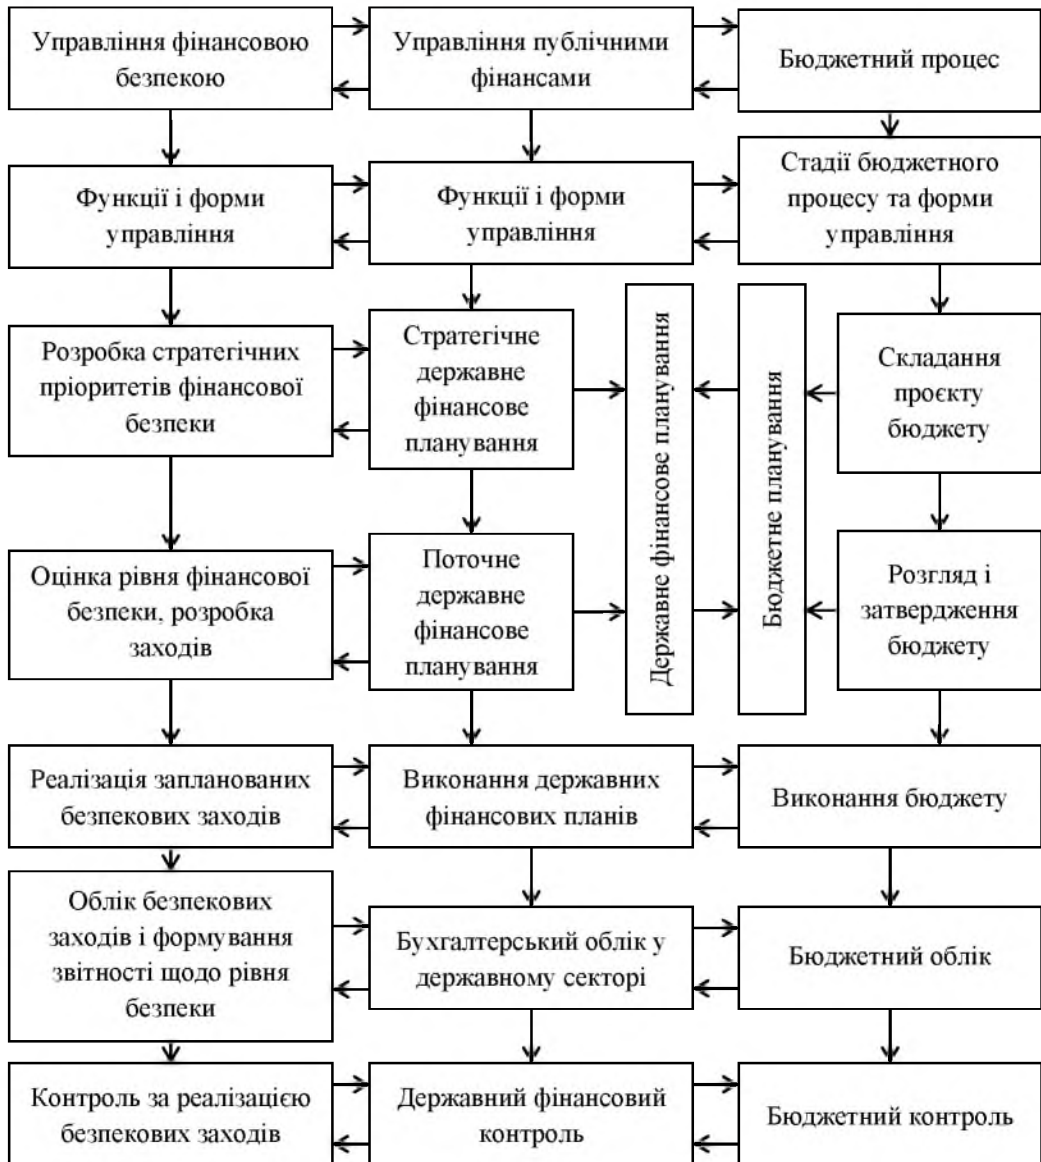 Управління фінансовою
безпекою
Управління публічними
фінансами
Бюджетний процес
Функції і форми
управління
Функції і форми
управління
Стадії бюджетного
процесу та форми
управління
Розробка стратегічних
пріоритетів фінансової
безпеки
Стратегічне
державне
фінансове
планування
Державне фінансове планування
Бюджетне планування
Складання
проєкту
бюджету
Оцінка рівня фінансової
безпеки, розробка
заходів
Поточне
державне
фінансове
планування
Розгляд і
затвердження
бюджету
Реалізація запланованих
безпекових заходів
Виконання державних
фінансових планів
Виконання бюджету
Облік безпекових
заходів і формування
звітності щодо рівня
безпеки
Бухгалтерський облік у
державному секторі
Бюджетний облік
Контроль за реалізацією
безпекових заходів
Державний фінансовий
контроль
Бюджетний контроль